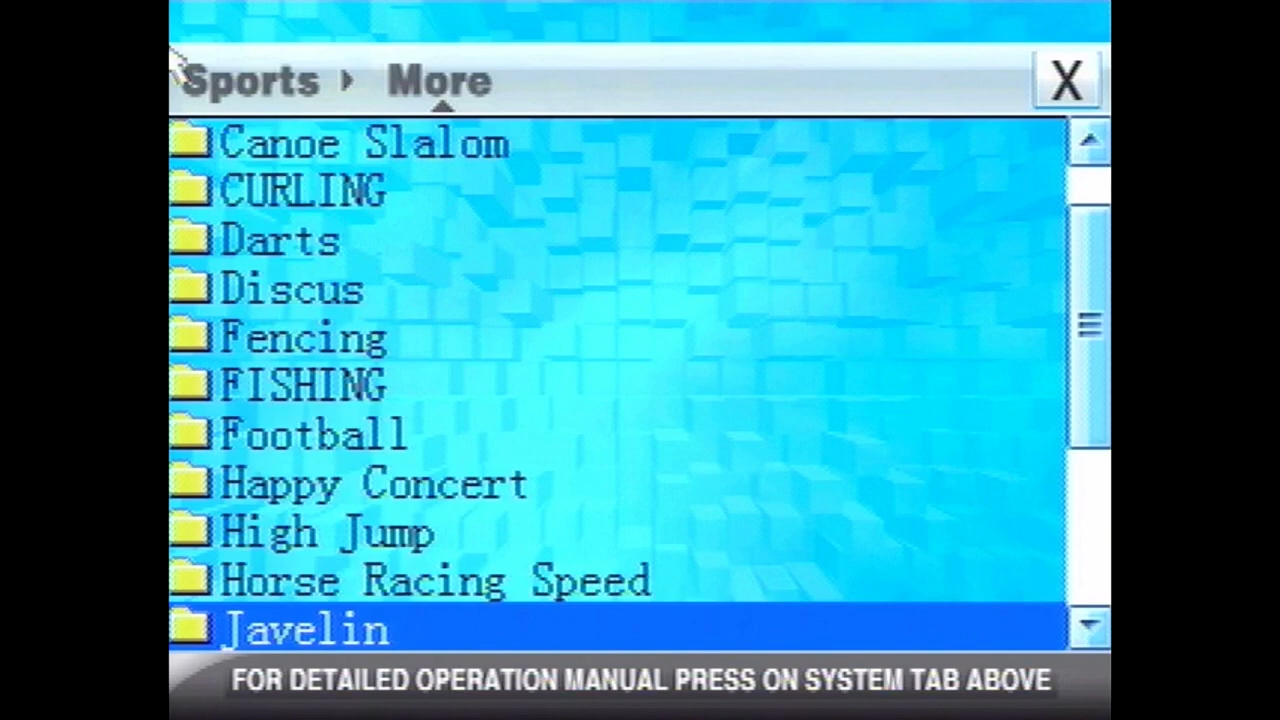 Sports More
X
Canoe Slalom
CURLING
Darts
Discus
Fencing
FISHING
Football
Happy Concert
High Jump
Horse Racing Speed
Javelin
FOR DETAILED OPERATION MANUAL PRESS ON SYSTEM TAB ABOVE